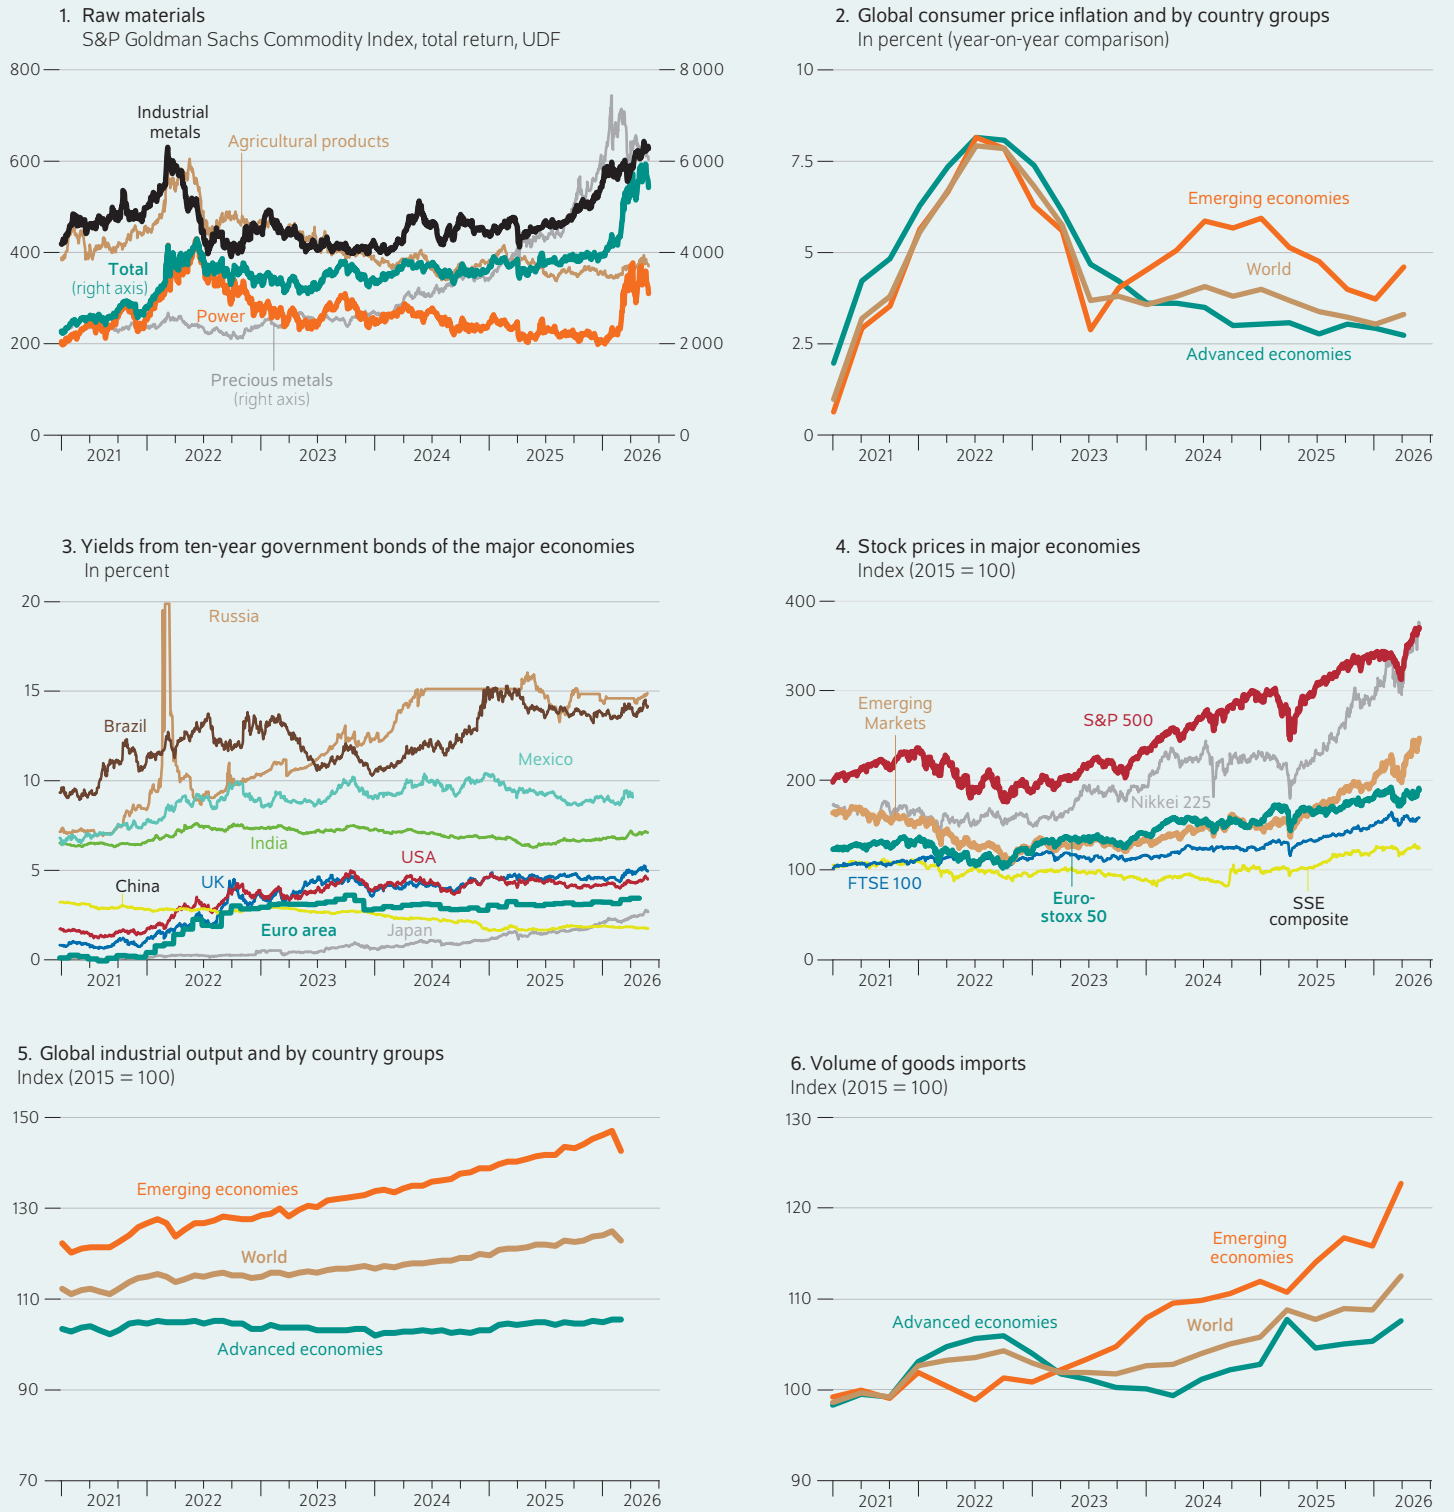 1. Raw materials
S&P Goldman Sachs Commodity Index, total return, UDF
800
8 000
Industrial
metals
Agricultural products
600
6 000
400
4 000
Total
(right axis)
Power
200
2 000
Precious metals
(right axis)
0
0
2021
2022
2023
2024
2025
2026
2. Global consumer price inflation and by country groups
In percent (year-on-year comparison)
10
7.5
Emerging economies
5
World
2.5
Advanced economies
0
2021
2022
2023
2024
2025
2026
3. Yields from ten-year government bonds of the major economies
In percent
20
Russia
15
Brazil
Mexico
10
India
USA
5
China
UK
Euro area
Japan
0
2021
2022
2023
2024
2025
2026
4. Stock prices in major economies
Index (2015 = 100)
400
300
Emerging
Markets
S&P 500
200
Nikkei 225
100
FTSE 100
Euro-
stoxx 50
SSE
composite
0
2021
2022
2023
2024
2025
2026
5. Global industrial output and by country groups
Index (2015 = 100)
150
Emerging economies
130
World
110
Advanced economies
90
70
2021
2022
2023
2024
2025
2026
6. Volume of goods imports
Index (2015 = 100)
130
120
Emerging
economies
110
Advanced economies
World
100
90
2021
2022
2023
2024
2025
2026